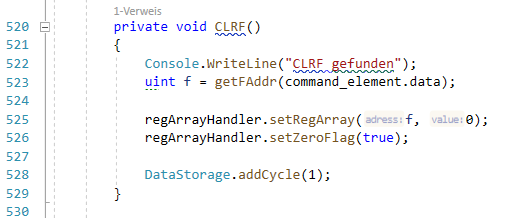 1-Verweis
520 private void CLRF()
521 {
522 Console.WriteLine("CLRF gefunden");
523 uint f = getFAddr(command_element.data);
524
525 regArrayHandler.setRegArray(adress: f, value: 0);
526 regArrayHandler.setZeroFlag(true);
527
528 DataStorage.addCycle(1);
529 }
530